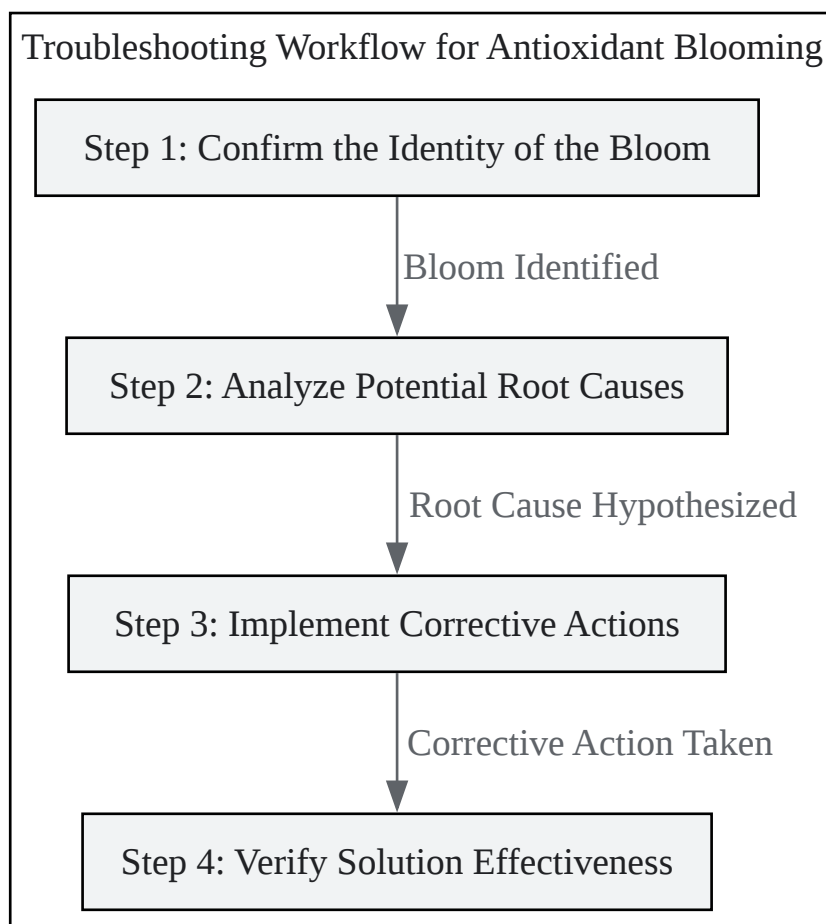 Troubleshooting Workflow for Antioxidant Blooming
Step 1: Confirm the Identity of the Bloom
Bloom Identified
Step 2: Analyze Potential Root Causes
Root Cause Hypothesized
Step 3: Implement Corrective Actions
Corrective Action Taken
Step 4: Verify Solution Effectiveness